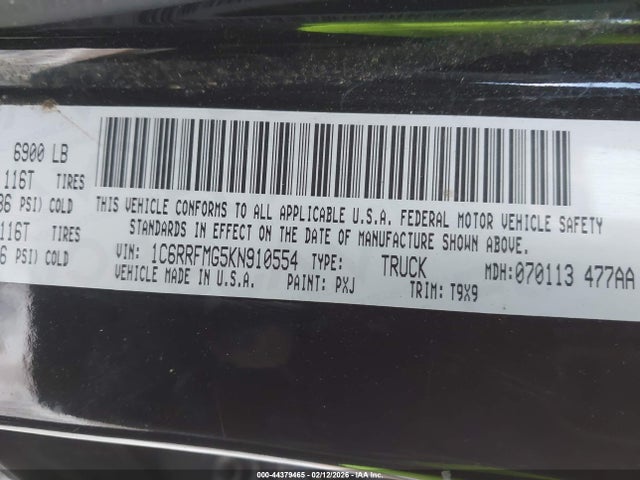 6900 LB
116T TIRES
36 PSI) COLD
116T TIRES
6 PSI) COLD
THIS VEHICLE CONFORMS TO ALL APPLICABLE U.S.A. FEDERAL MOTOR VEHICLE SAFETY
STANDARDS IN EFFECT ON THE DATE OF MANUFACTURE SHOWN ABOVE.
VIN: 1C6RRFMG5KN910554 TYPE: TRUCK MDH:070113 477AA
VEHICLE MADE IN U.S.A. PAINT: PXJ TRIM: T9X9
000-44379465 - 02/12/2026 - IAA Inc.